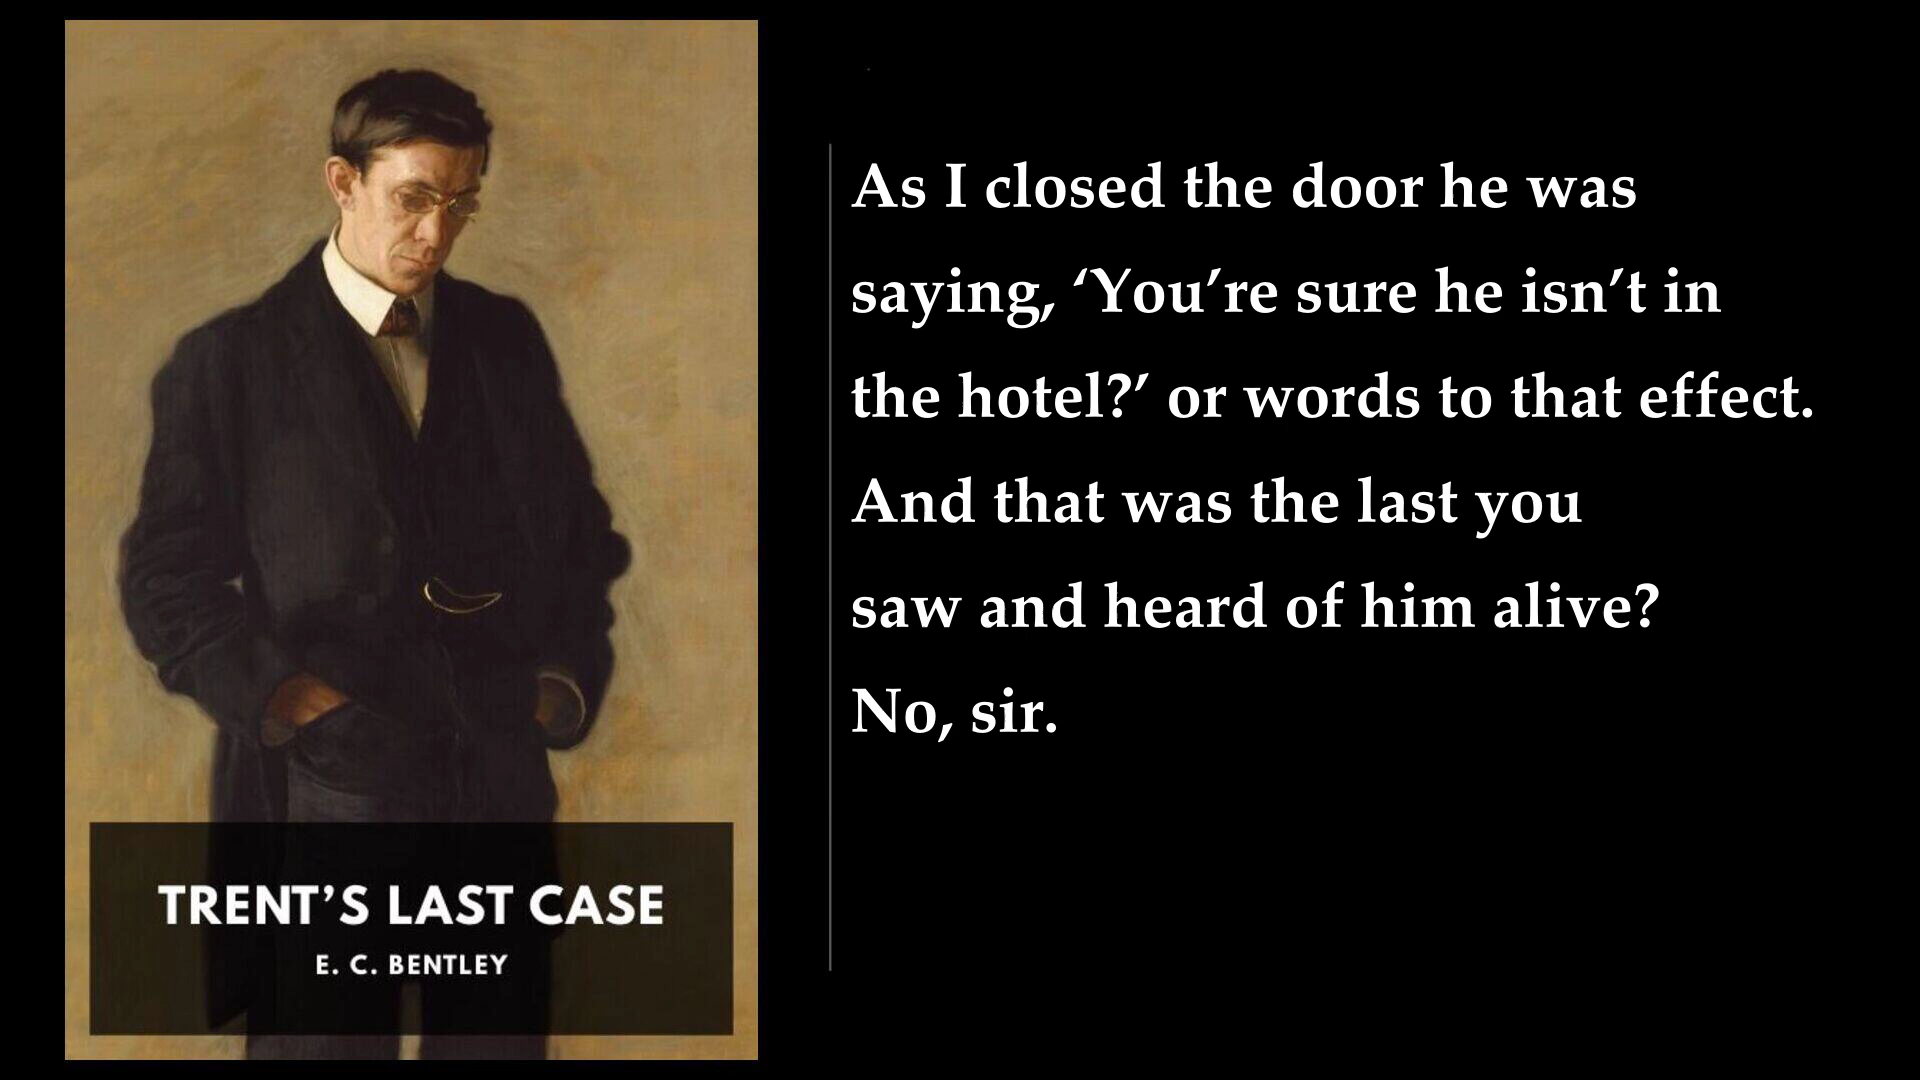 TRENT’S LAST CASE
E. C. BENTLEY
As I closed the door he was
saying, ‘You’re sure he isn’t in
the hotel?’ or words to that effect.
And that was the last you
saw and heard of him alive?
No, sir.